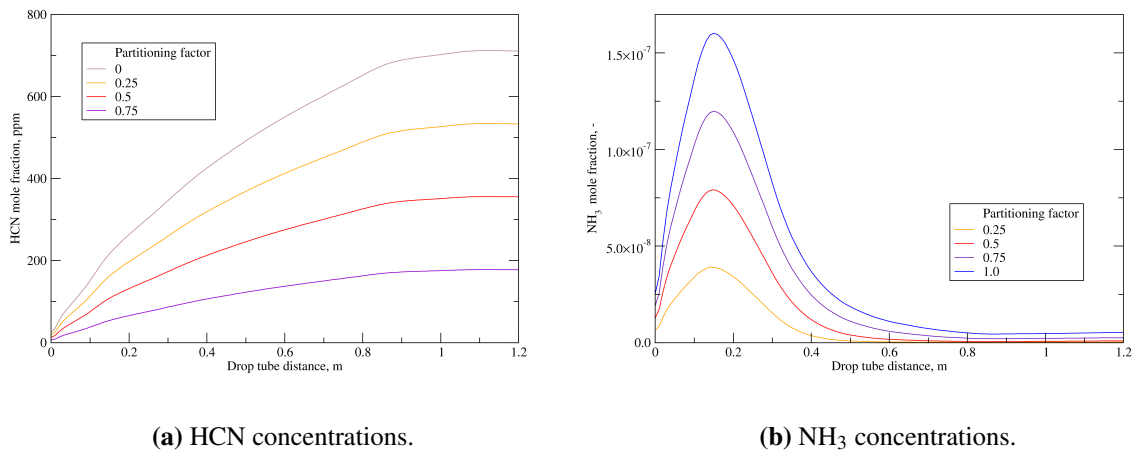 800
600
400
200
0
HCN mole fraction, ppm
Partitioning factor
0
0.25
0.5
0.75
0 0.2 0.4 0.6 0.8 1 1.2
Drop tube distance, m
(a) HCN concentrations.
1.5×10⁻⁷
1.0×10⁻⁷
5.0×10⁻⁸
0.0
NH₃ mole fraction, -
Partitioning factor
0.25
0.5
0.75
1.0
0 0.2 0.4 0.6 0.8 1 1.2
Drop tube distance, m
(b) NH₃ concentrations.